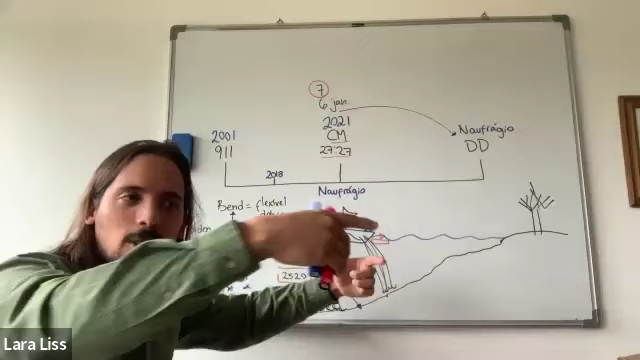 7
6 jan
2021
CM
27:27
2001
911
2018
Naufrágio
DD
Naufrágio
Bend = flexível
2520
Lara Liss